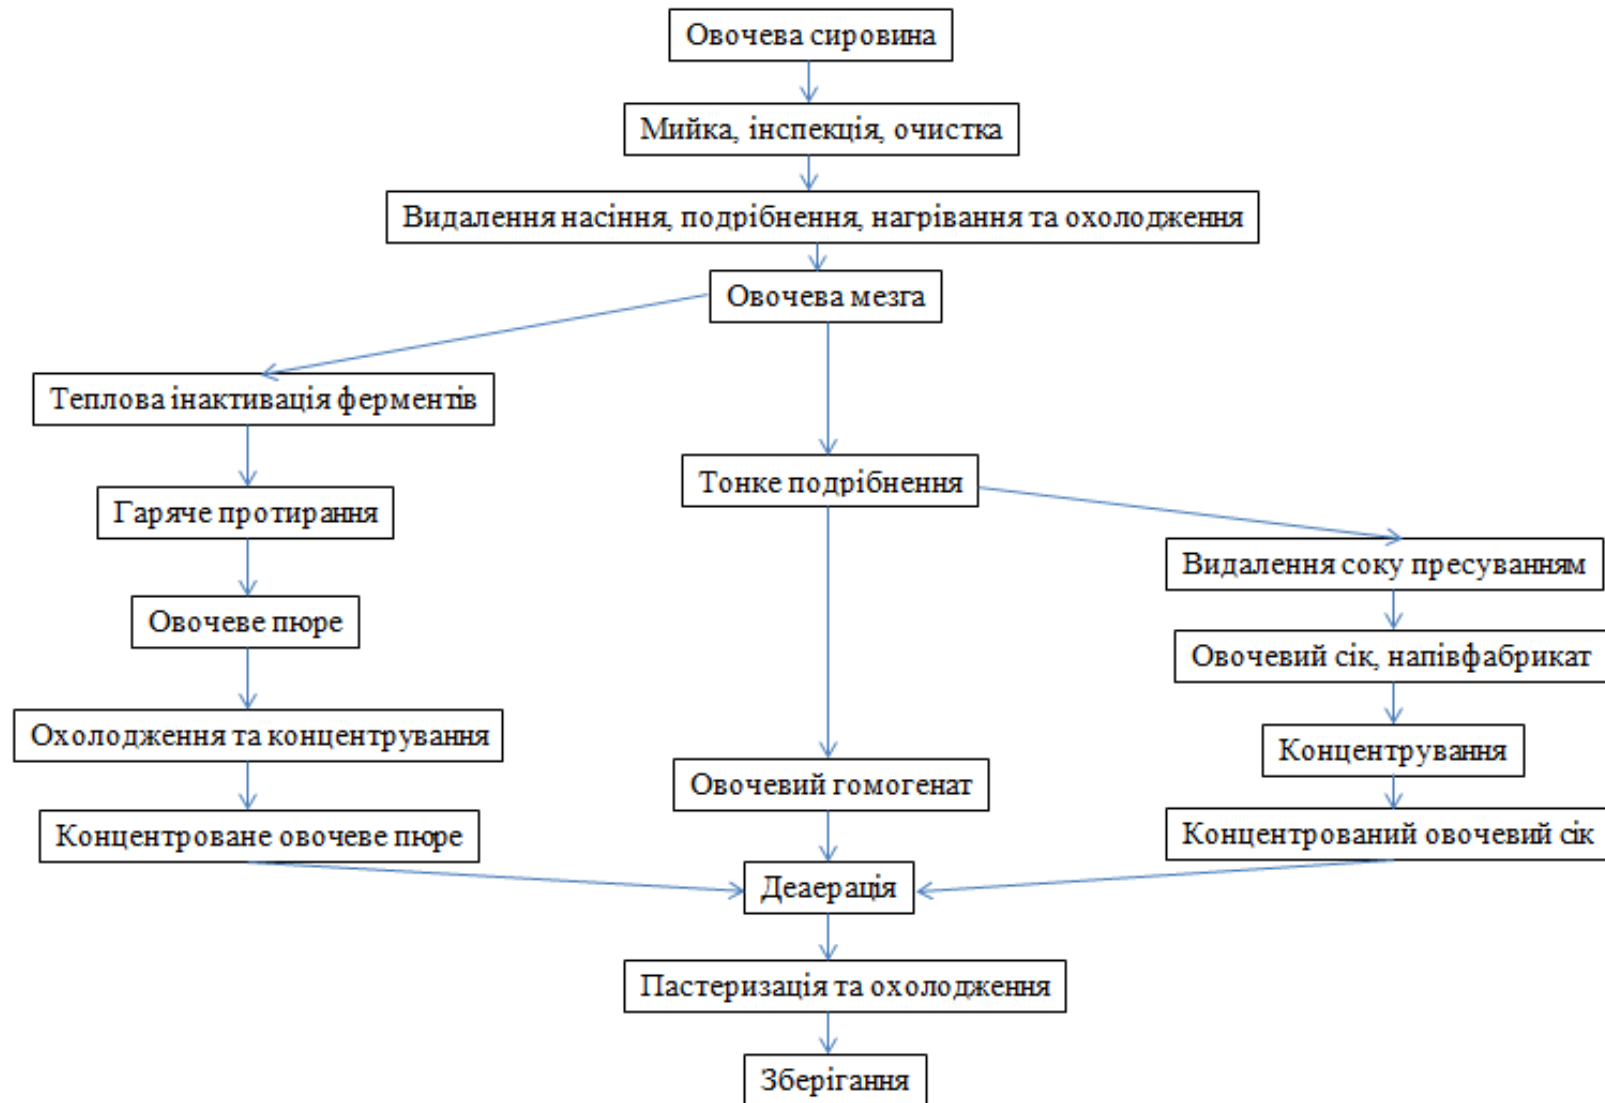 Овочева сировина
Мийка, інспекція, очистка
Видалення насіння, подрібнення, нагрівання та охолодження
Овочева мезга
Теплова інактивація ферментів
Гаряче протирання
Овочеве пюре
Охолодження та концентрування
Концентроване овочеве пюре
Тонке подрібнення
Овочевий гомогенат
Видалення соку пресуванням
Овочевий сік, напівфабрикат
Концентрування
Концентрований овочевий сік
Деаерація
Пастеризація та охолодження
Зберігання